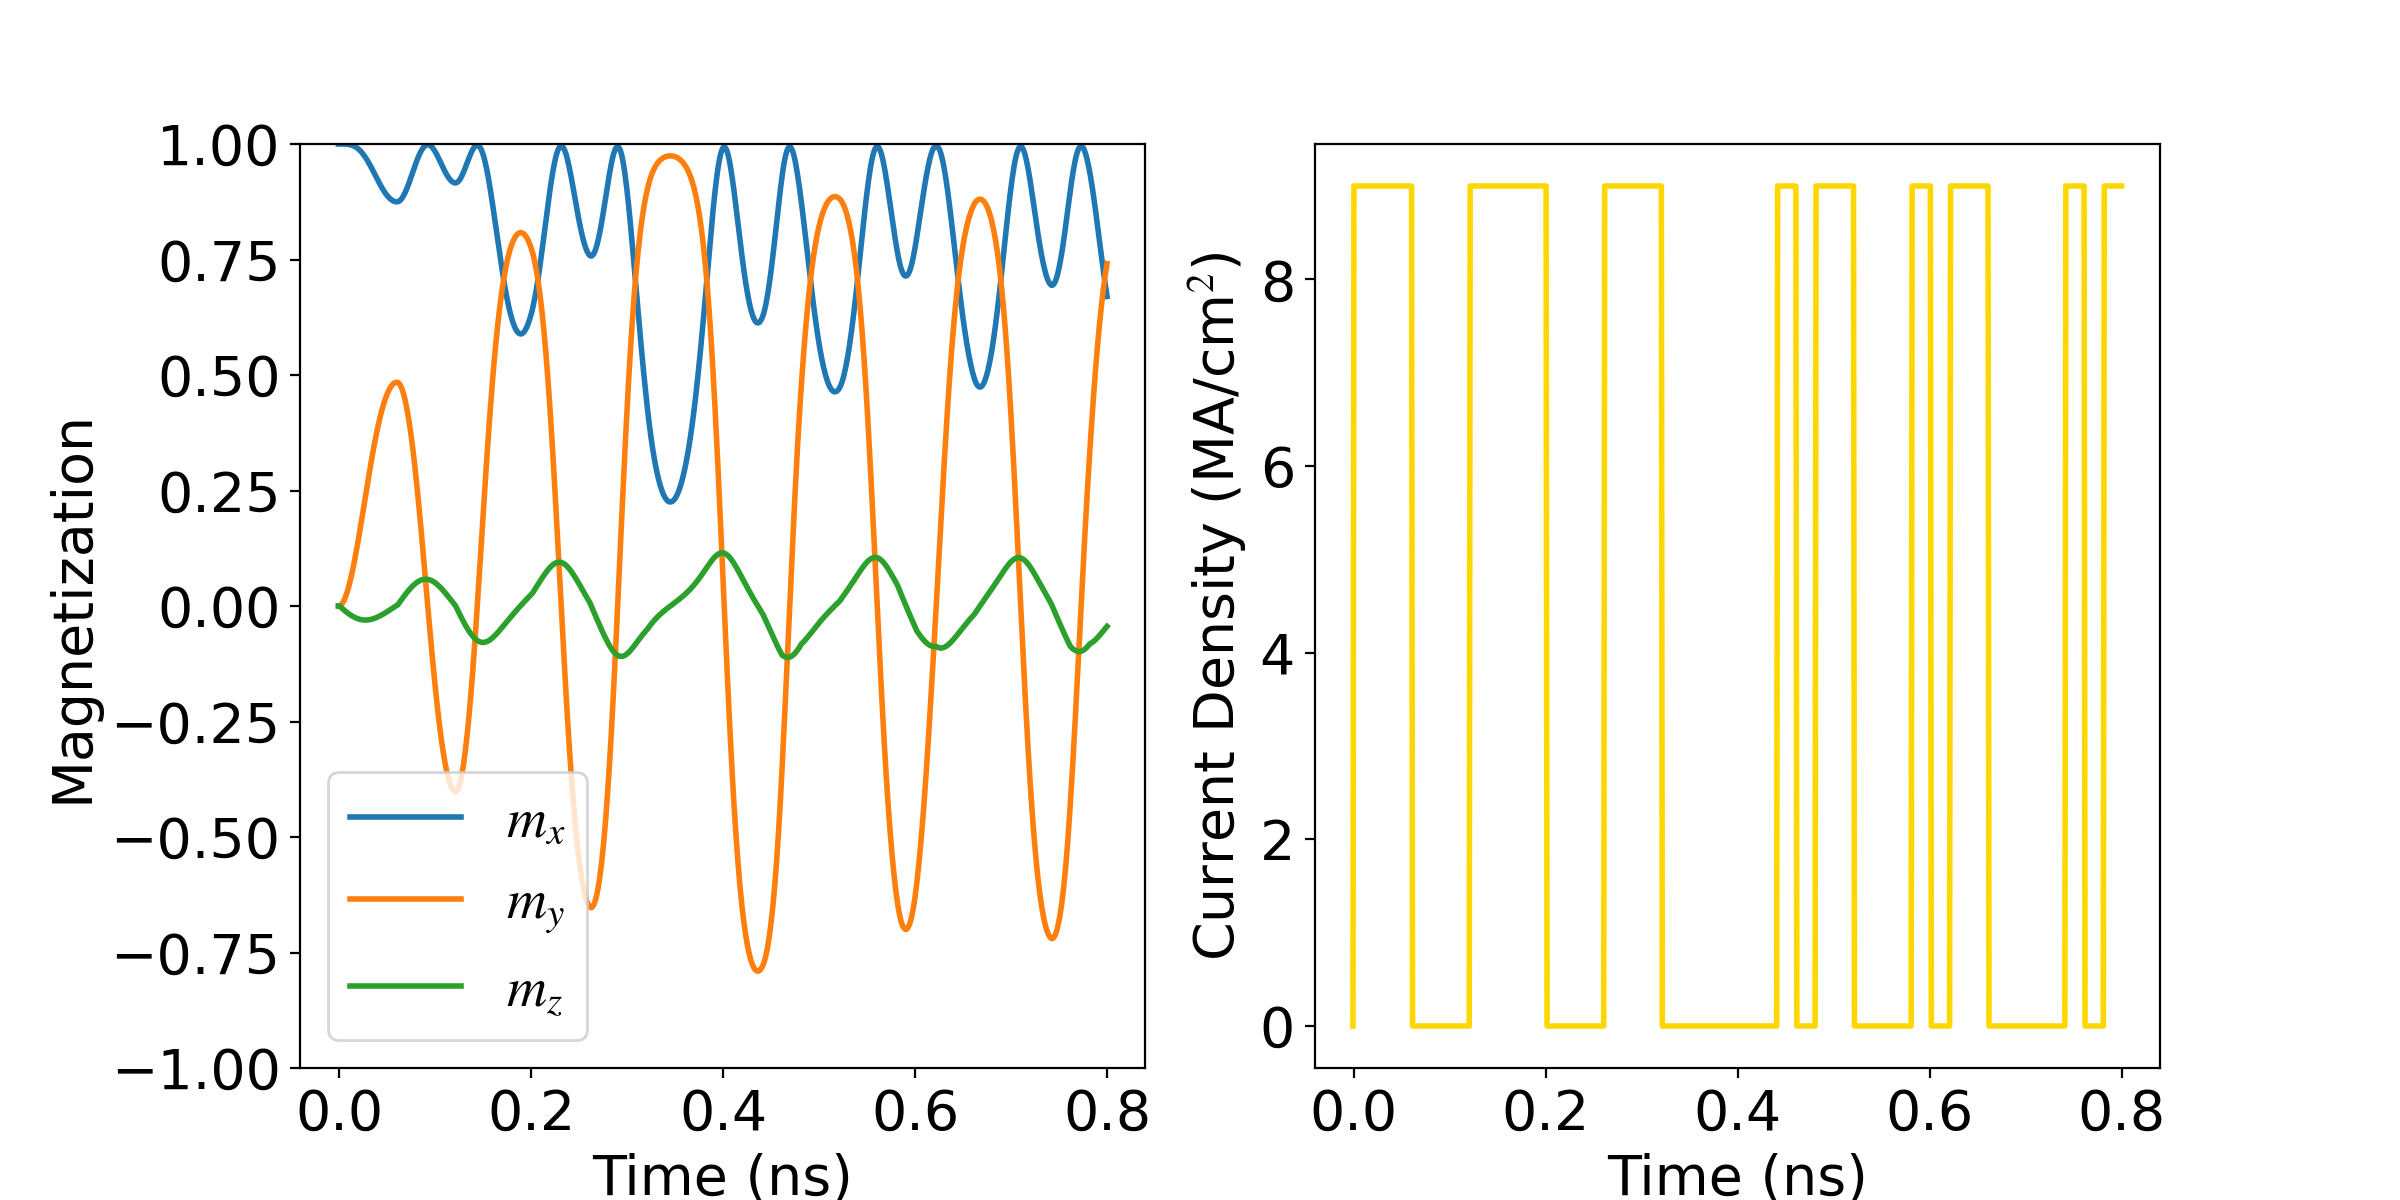 1.00
0.75
0.50
0.25
0.00
−0.25
−0.50
−0.75
−1.00
Magnetization
m_x
m_y
m_z
0.0 0.2 0.4 0.6 0.8
Time (ns)
Current Density (MA/cm²)
8
6
4
2
0
0.0 0.2 0.4 0.6 0.8
Time (ns)